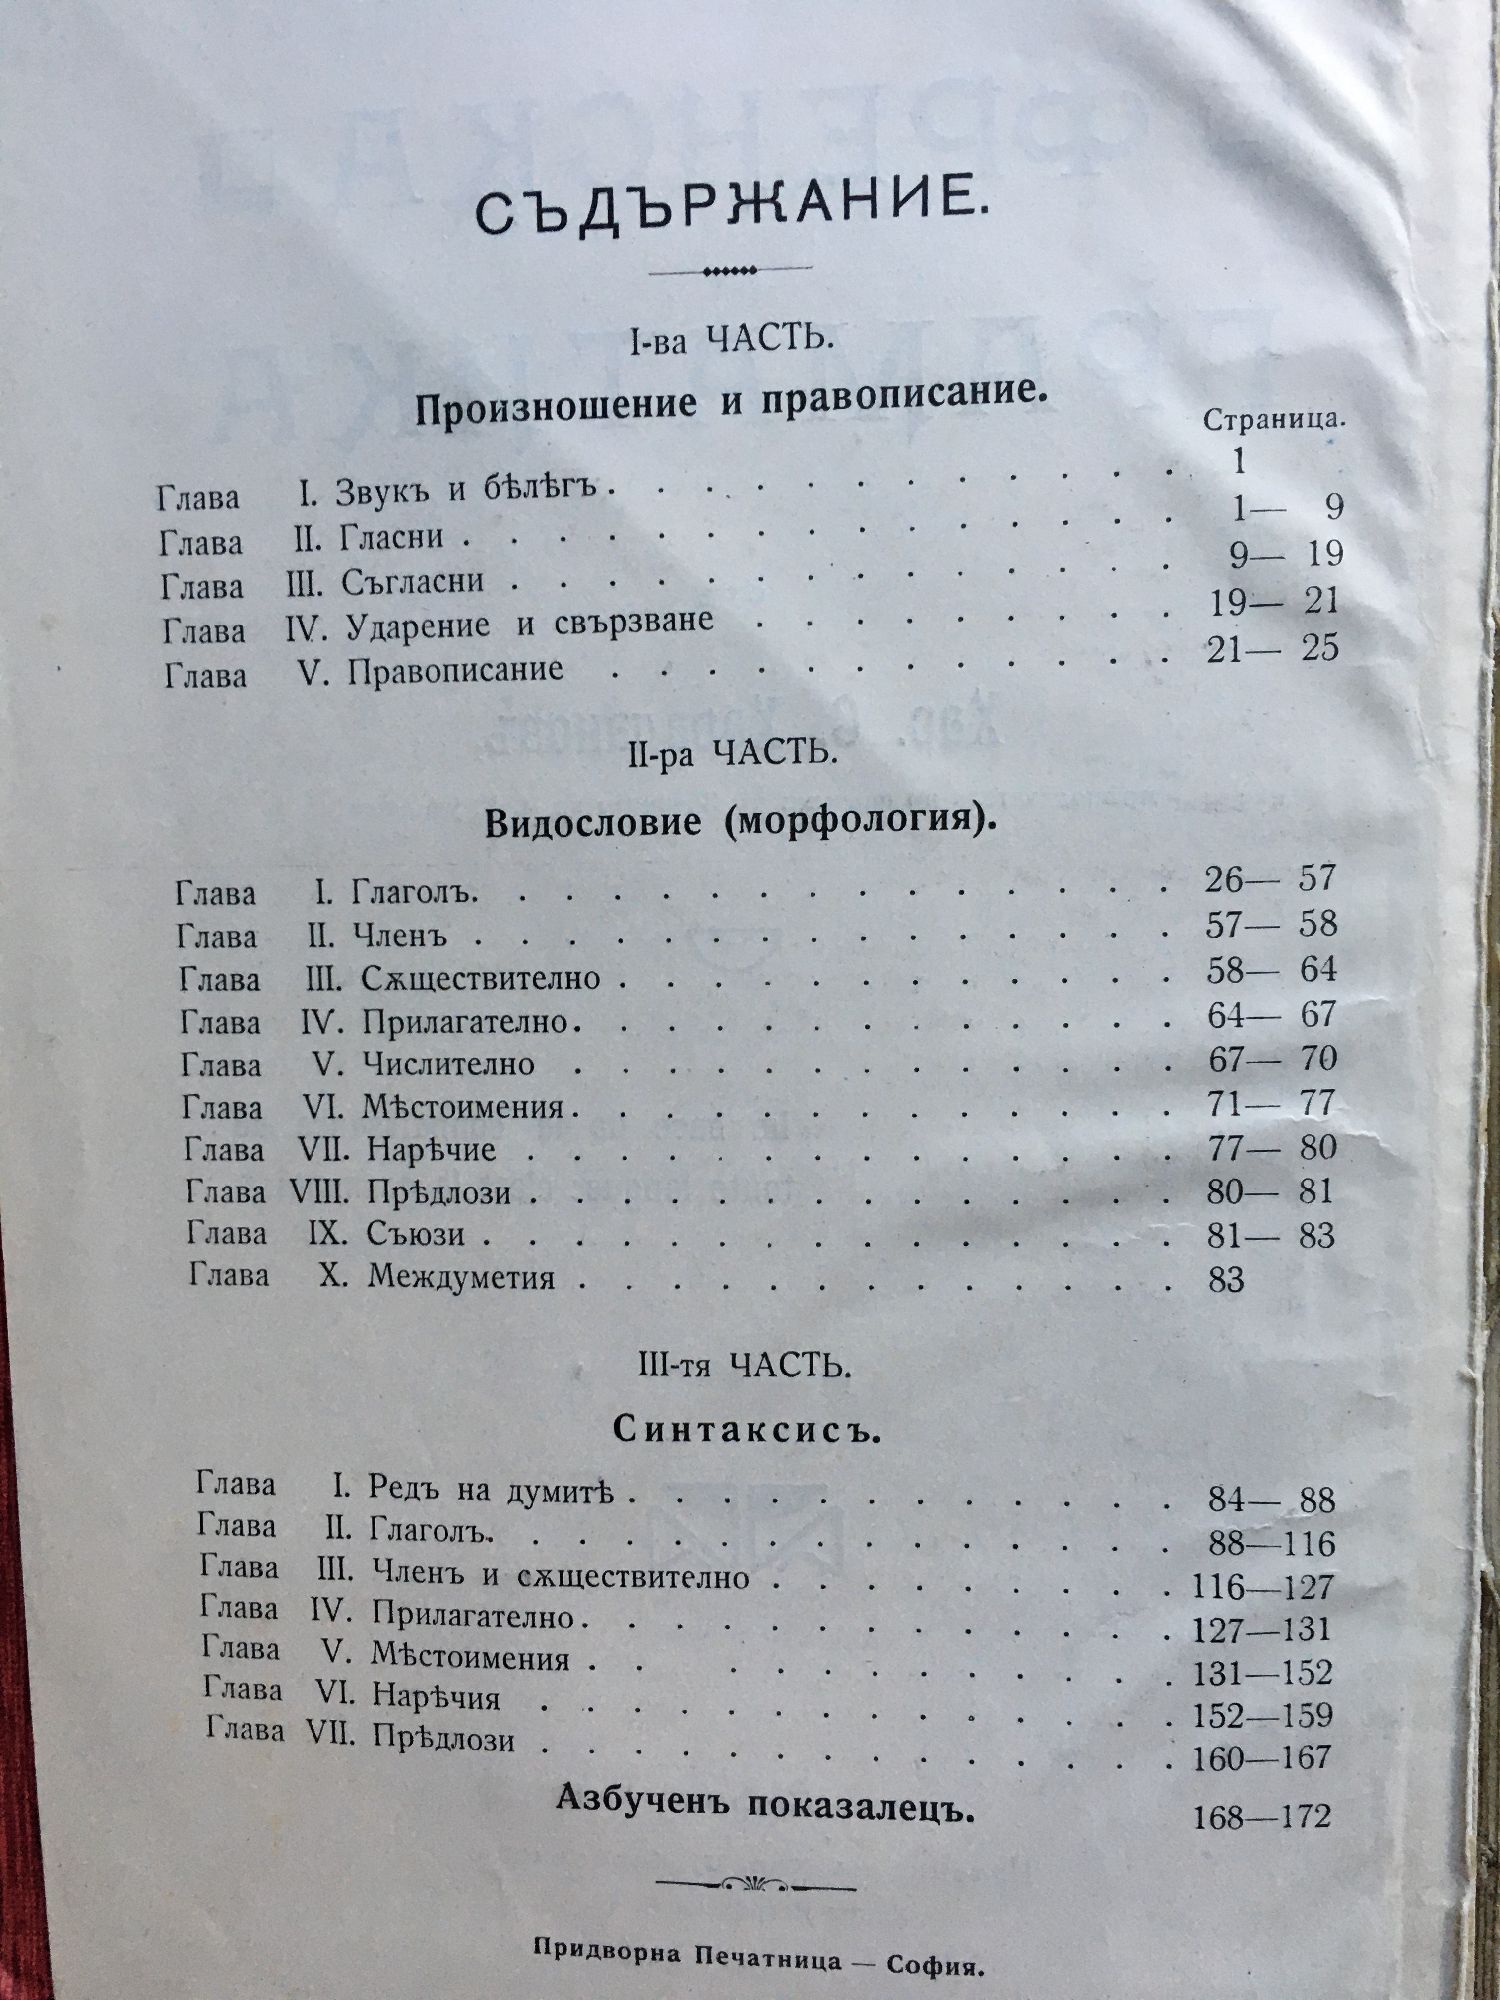 СЪДЪРЖАНИЕ.
I-ва ЧАСТЬ.
Произношение и правописание.
Страница.
Глава I. Звукъ и бѣлѣгъ . . . . . . . . . . . . 1
Глава II. Гласни . . . . . . . . . . . . . . . 1— 9
Глава III. Съгласни . . . . . . . . . . . . . . 9— 19
Глава IV. Ударение и свързване . . . . . . . . . 19— 21
Глава V. Правописание . . . . . . . . . . . . 21— 25
II-ра ЧАСТЬ.
Видословие (морфология).
Глава I. Глаголъ. . . . . . . . . . . . . . . 26— 57
Глава II. Членъ . . . . . . . . . . . . . . . 57— 58
Глава III. Сѫществително . . . . . . . . . . . . 58— 64
Глава IV. Прилагателно. . . . . . . . . . . . . 64— 67
Глава V. Числително . . . . . . . . . . . . . 67— 70
Глава VI. Мѣстоимения. . . . . . . . . . . . . 71— 77
Глава VII. Нарѣчие . . . . . . . . . . . . . . 77— 80
Глава VIII. Прѣдлози . . . . . . . . . . . . . . 80— 81
Глава IX. Съюзи . . . . . . . . . . . . . . . 81— 83
Глава X. Междуметия . . . . . . . . . . . . . 83
III-тя ЧАСТЬ.
Синтаксисъ.
Глава I. Редъ на думитѣ . . . . . . . . . . . . 84— 88
Глава II. Глаголъ. . . . . . . . . . . . . . . 88—116
Глава III. Членъ и сѫществително . . . . . . . . . 116—127
Глава IV. Прилагателно. . . . . . . . . . . . . 127—131
Глава V. Мѣстоимения . . . . . . . . . . . . 131—152
Глава VI. Нарѣчия . . . . . . . . . . . . . . 152—159
Глава VII. Прѣдлози . . . . . . . . . . . . . . 160—167
Азбученъ показалецъ. 168—172
Придворна Печатница — София.